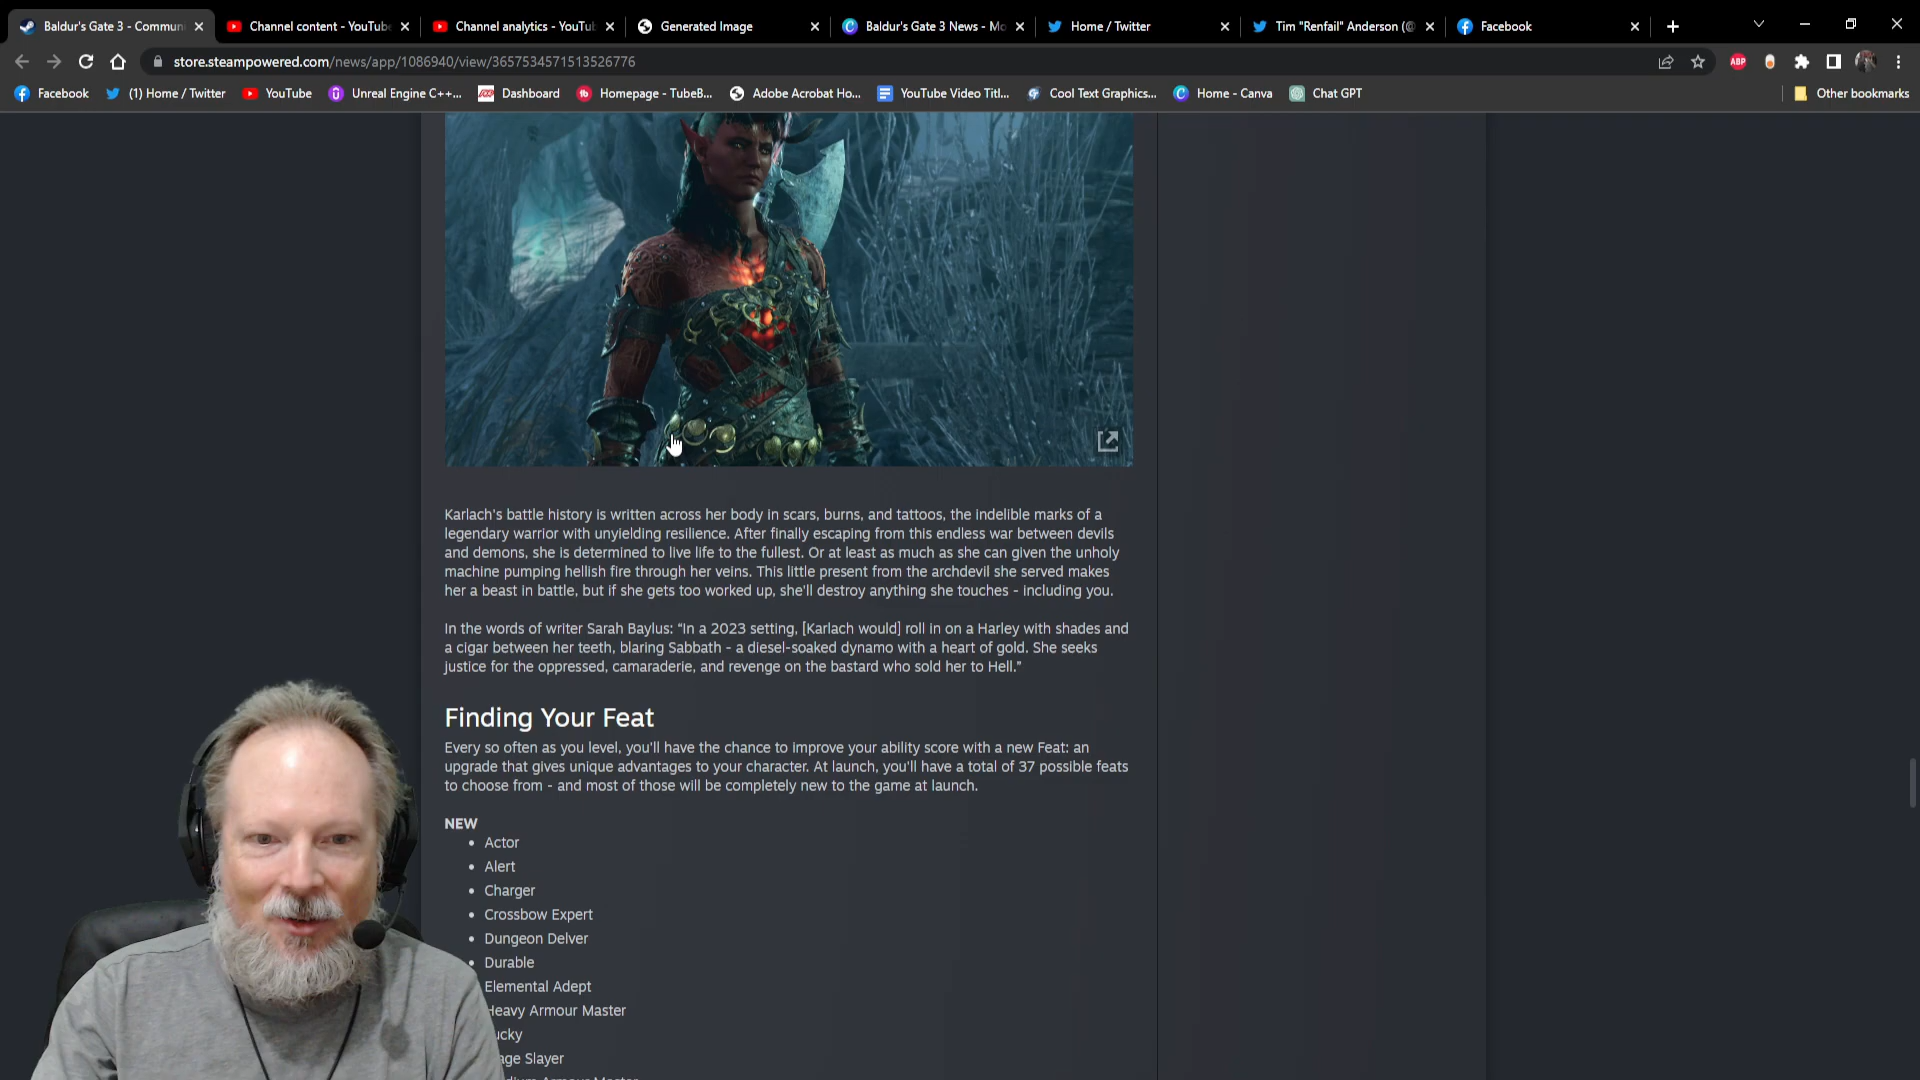 Baldur's Gate 3 - Commun
Channel content - YouTube
Channel analytics - YouTu
Generated Image
Baldur's Gate 3 News - Mo
Home / Twitter
Tim "Renfail" Anderson (@
Facebook
store.steampowered.com/news/app/1086940/view/3657534571513526776
ABP
Facebook
(1) Home / Twitter
YouTube
Unreal Engine C++...
Dashboard
Homepage - TubeB...
Adobe Acrobat Ho...
YouTube Video Titl...
Cool Text Graphics...
Home - Canva
Chat GPT
Other bookmarks
Karlach's battle history is written across her body in scars, burns, and tattoos, the indelible marks of a
legendary warrior with unyielding resilience. After finally escaping from this endless war between devils
and demons, she is determined to live life to the fullest. Or at least as much as she can given the unholy
machine pumping hellish fire through her veins. This little present from the archdevil she served makes
her a beast in battle, but if she gets too worked up, she'll destroy anything she touches - including you.
In the words of writer Sarah Baylus: “In a 2023 setting, [Karlach would] roll in on a Harley with shades and
a cigar between her teeth, blaring Sabbath - a diesel-soaked dynamo with a heart of gold. She seeks
justice for the oppressed, camaraderie, and revenge on the bastard who sold her to Hell.”
Finding Your Feat
Every so often as you level, you'll have the chance to improve your ability score with a new Feat: an
upgrade that gives unique advantages to your character. At launch, you'll have a total of 37 possible feats
to choose from - and most of those will be completely new to the game at launch.
NEW
Actor
Alert
Charger
Crossbow Expert
Dungeon Delver
Durable
Elemental Adept
Heavy Armour Master
ucky
age Slayer